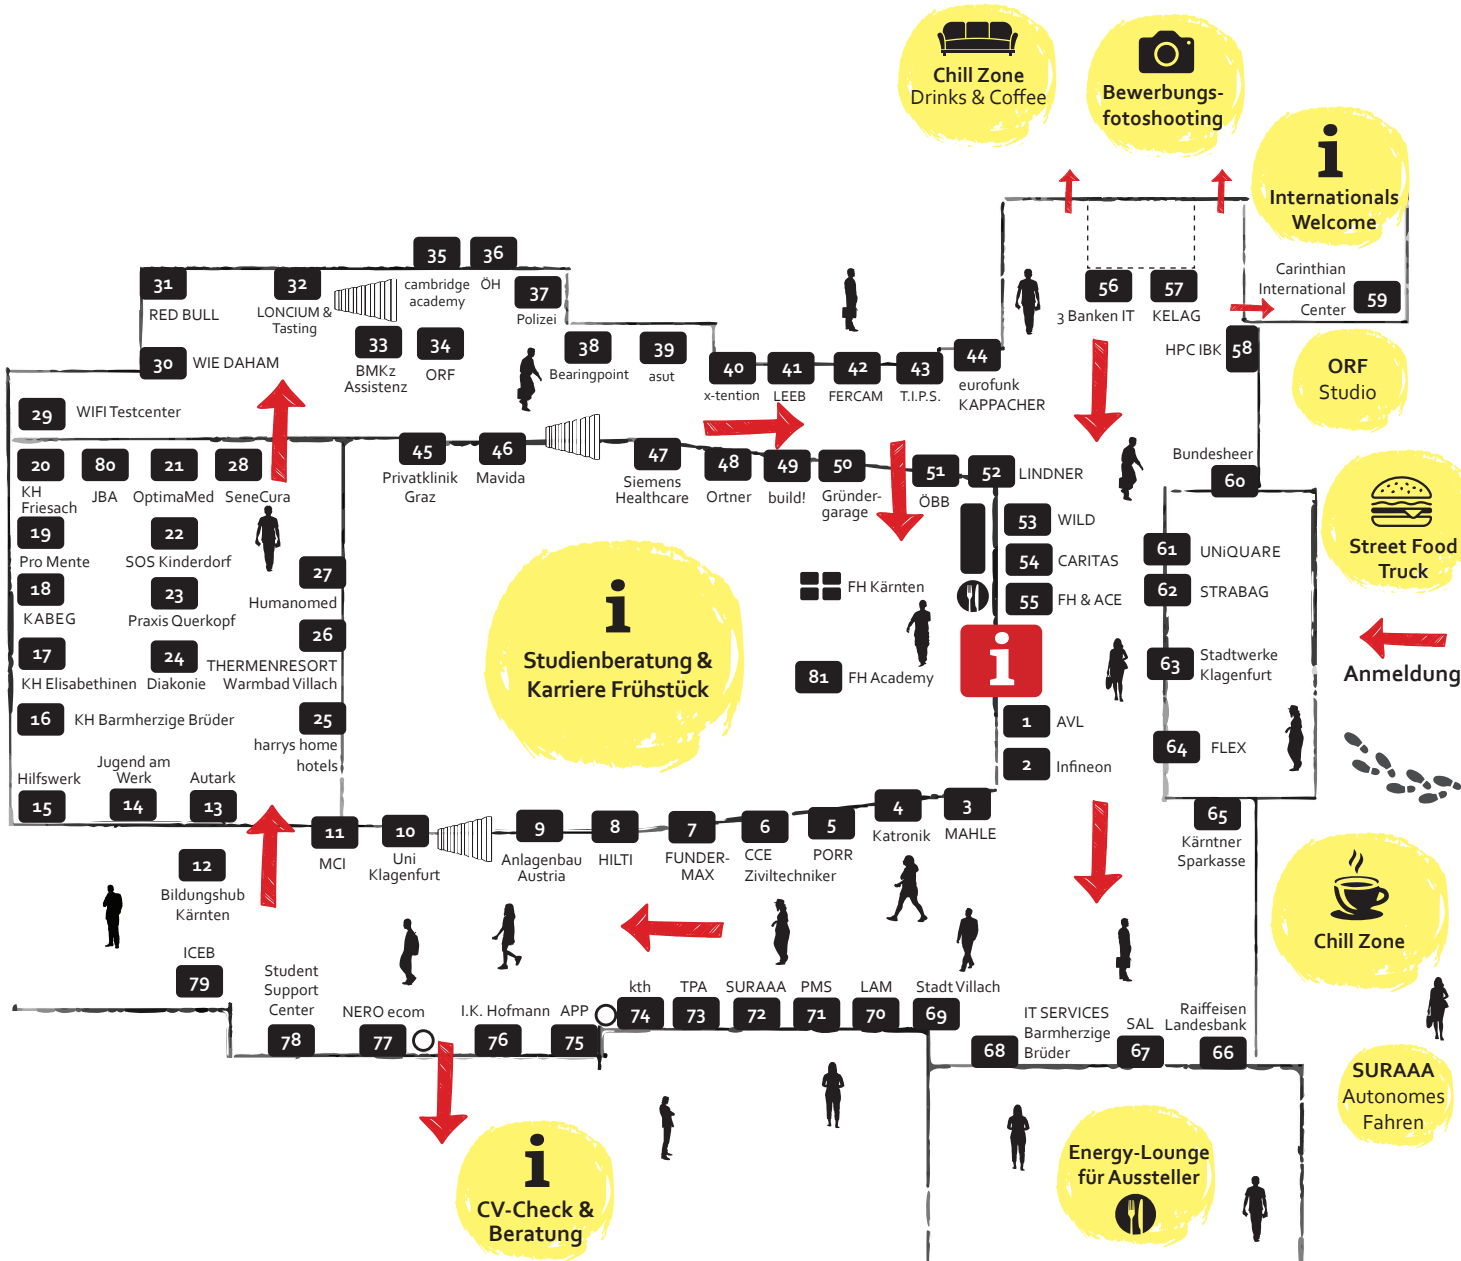 Chill Zone
Drinks & Coffee
Bewerbungs-
fotoshooting
i
Internationals
Welcome
35
36
cambridge
academy
ÖH
31
RED BULL
32
LONCIUM &
Tasting
37
Polizei
33
BMKz
Assistenz
34
ORF
38
Bearingpoint
39
asut
30
WIE DAHAM
29
WIFI Testcenter
40
x-tention
41
LEEB
42
FERCAM
43
T.I.P.S.
44
eurofunk
KAPPACHER
56
3 Banken IT
57
KELAG
Carinthian
International
Center
59
HPC IBK
58
ORF
Studio
20
KH
Friesach
80
JBA
21
OptimaMed
28
SeneCura
45
Privatklinik
Graz
46
Mavida
47
Siemens
Healthcare
48
Ortner
49
build!
50
Gründer-
garage
51
ÖBB
52
LINDNER
Bundesheer
60
19
Pro Mente
22
SOS Kinderdorf
18
KABEG
23
Praxis Querkopf
27
Humanomed
17
KH Elisabethinen
24
Diakonie
26
THERMENRESORT
Warmbad Villach
16
KH Barmherzige Brüder
25
harrys home
hotels
i
Studienberatung &
Karriere Frühstück
FH Kärnten
81
FH Academy
53
WILD
54
CARITAS
55
FH & ACE
i
1
AVL
2
Infineon
61
UNiQUARE
62
STRABAG
63
Stadtwerke
Klagenfurt
64
FLEX
Street Food
Truck
Anmeldung
Hilfswerk
15
Jugend am
Werk
14
Autark
13
12
Bildungshub
Kärnten
11
MCI
10
Uni
Klagenfurt
9
Anlagenbau
Austria
8
HILTI
7
FUNDER-
MAX
6
CCE
Ziviltechniker
5
PORR
4
Katronik
3
MAHLE
65
Kärntner
Sparkasse
Chill Zone
ICEB
79
Student
Support
Center
78
NERO ecom
77
I.K. Hofmann
76
APP
75
kth
74
TPA
73
SURAAA
72
PMS
71
LAM
70
Stadt Villach
69
68
IT SERVICES
Barmherzige
Brüder
SAL
67
Raiffeisen
Landesbank
66
SURAAA
Autonomes
Fahren
i
CV-Check &
Beratung
Energy-Lounge
für Aussteller